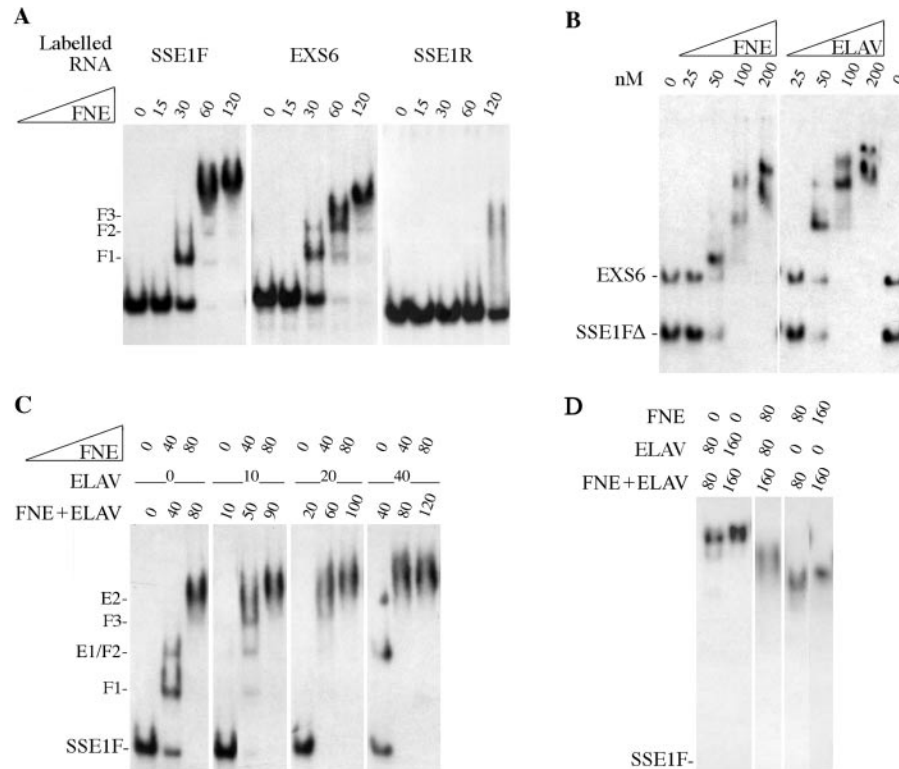 A
Labelled RNA SSE1F EXS6 SSE1R
FNE 0 15 30 60 120 0 15 30 60 120 0 15 30 60 120
F3-
F2-
F1-
B
FNE ELAV
nM 0 25 50 100 200 25 50 100 200 0
EXS6 -
SSE1FΔ -
C
FNE 0 40 80 0 40 80 0 40 80 0 40 80
ELAV 0 10 20 40
FNE+ELAV 0 40 80 10 50 90 20 60 100 40 80 120
E2-
F3-
E1/F2-
F1-
SSE1F-
D
FNE 0 0 80 80 160
ELAV 80 160 80 0 0
FNE+ELAV 80 160 160 80 160
SSE1F-